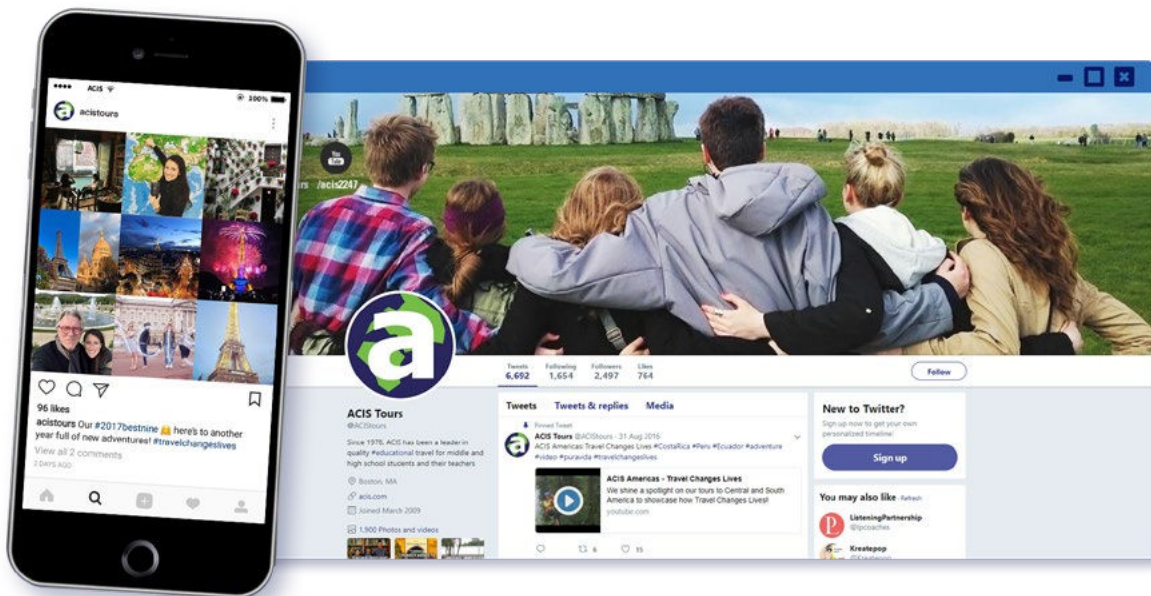 ACIS
100%
acistours
96 likes
acistours Our #2017bestnine here's to another
year full of new adventures! #travelchangeslives
View all 2 comments
2 DAYS AGO
You
Tube
rs /acis2247
a
Tweets Following Followers Likes
6,692 1,654 2,497 764
Follow
ACIS Tours
@ACIStours
Since 1978, ACIS has been a leader in
quality #educational travel for middle and
high school students and their teachers
Boston, MA
acis.com
Joined March 2009
1,900 Photos and videos
Tweets Tweets & replies Media
Pinned Tweet
ACIS Tours @ACIStours · 31 Aug 2016
ACIS Americas: Travel Changes Lives #CostaRica #Peru #Ecuador #adventure
#video #puravida #travelchangeslives
ACIS Americas - Travel Changes Lives
We shine a spotlight on our tours to Central and South
America to showcase how Travel Changes Lives!
youtube.com
6 15
New to Twitter?
Sign up now to get your own
personalized timeline!
Sign up
You may also like · Refresh
ListeningPartnership
@lpcoaches
Kreatepop
@Kreatepop